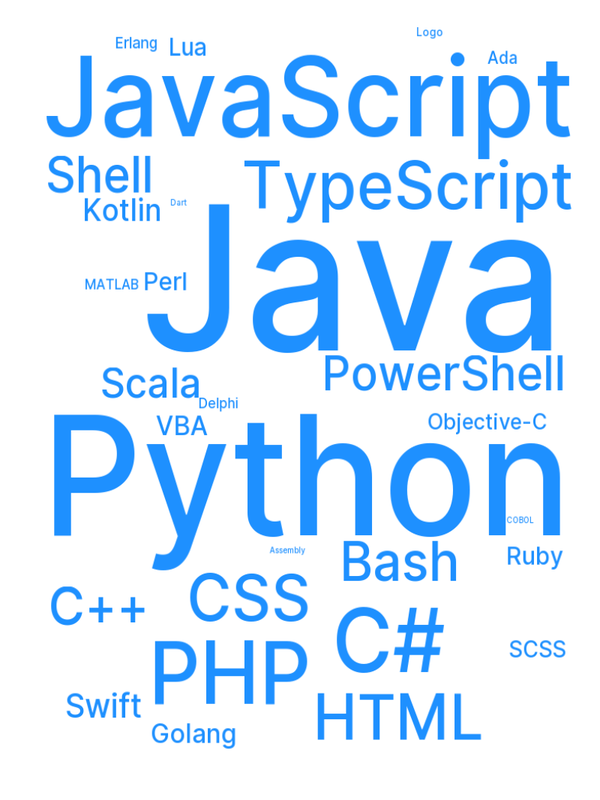 Logo
Erlang
Lua
Ada
JavaScript
Shell
TypeScript
Kotlin
Dart
Java
MATLAB
Perl
PowerShell
Scala
Delphi
VBA
Objective-C
Python
COBOL
Assembly
Bash
Ruby
C++
CSS
C#
SCSS
PHP
Swift
HTML
Golang